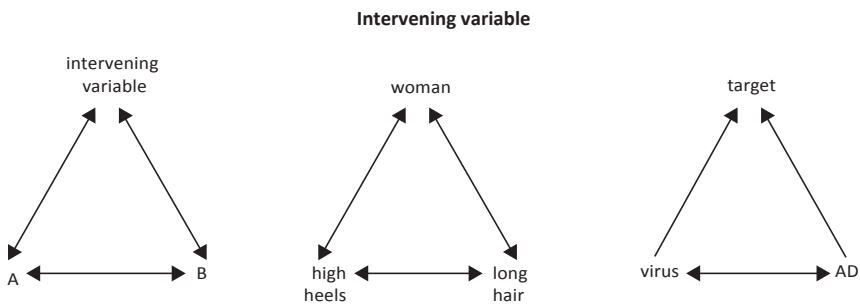 Intervening variable
intervening
variable
A
B
woman
high
heels
long
hair
target
virus
AD